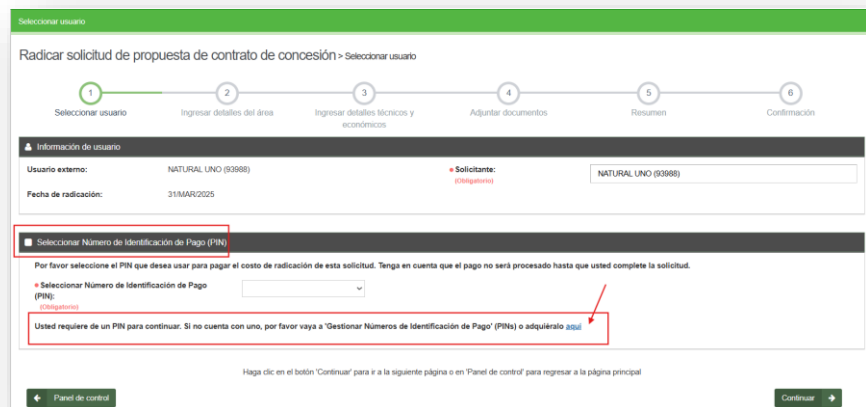 Seleccionar usuario
Radicar solicitud de propuesta de contrato de concesión > Seleccionar usuario
1 2 3 4 5 6
Seleccionar usuario Ingresar detalles del área Ingresar detalles técnicos y económicos Adjuntar documentos Resumen Confirmación
Información de usuario
Usuario externo: NATURAL UNO (93988) * Solicitante: NATURAL UNO (93988)
(Obligatorio)
Fecha de radicación: 31/MAR/2025
Seleccionar Número de Identificación de Pago (PIN)
Por favor seleccione el PIN que desea usar para pagar el costo de radicación de esta solicitud. Tenga en cuenta que el pago no será procesado hasta que usted complete la solicitud.
* Seleccionar Número de Identificación de Pago
(PIN):
(Obligatorio)
Usted requiere de un PIN para continuar. Si no cuenta con uno, por favor vaya a 'Gestionar Números de Identificación de Pago' (PINs) o adquiéralo aquí
Haga clic en el botón 'Continuar' para ir a la siguiente página o en 'Panel de control' para regresar a la página principal
Panel de control Continuar